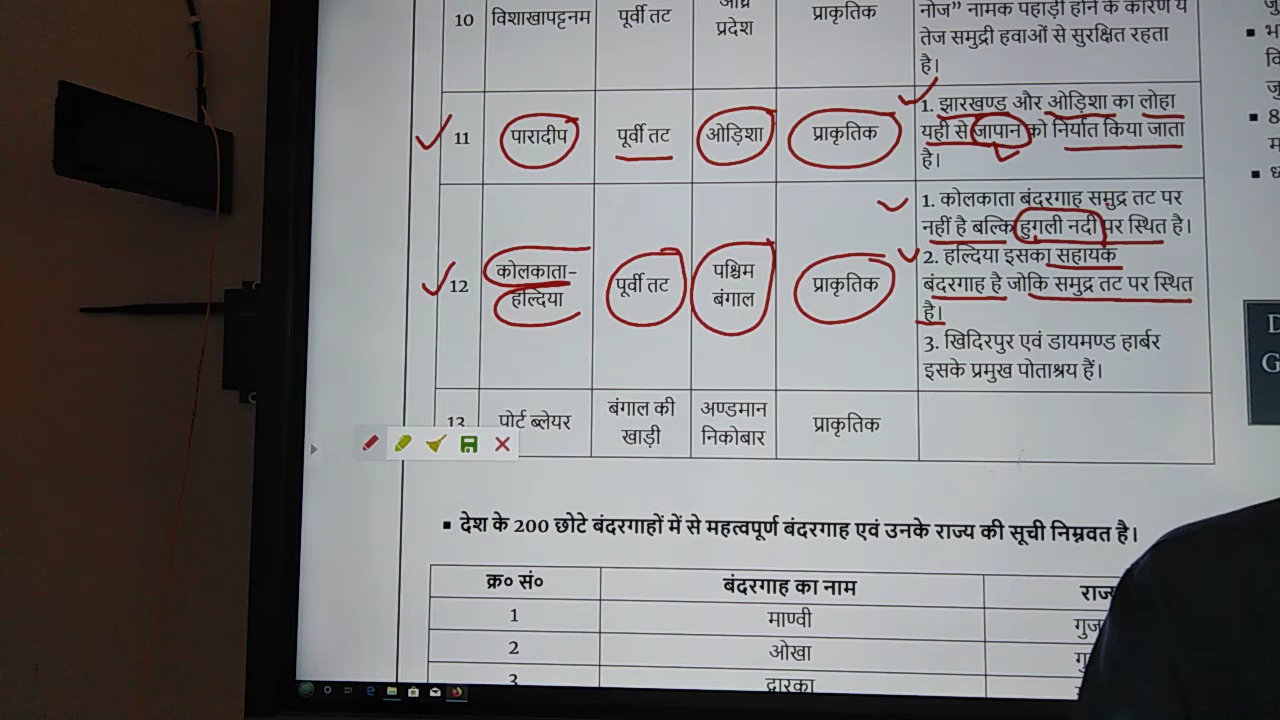 10 विशाखापट्टनम पूर्वी तट प्रदेश प्राकृतिक
नोज” नामक पहाड़ी होने के कारण ये
तेज समुद्री हवाओं से सुरक्षित रहता
है।
11 पारादीप पूर्वी तट ओड़िशा प्राकृतिक
1. झारखण्ड और ओड़िशा का लोहा
यही से जापान को निर्यात किया जाता
है।
12 कोलकाता-
हल्दिया
पूर्वी तट
पश्चिम
बंगाल
प्राकृतिक
1. कोलकाता बंदरगाह समुद्र तट पर
नहीं है बल्कि हुगली नदी पर स्थित है।
2. हल्दिया इसका सहायक
बंदरगाह है जोकि समुद्र तट पर स्थित
है।
3. खिदिरपुर एवं डायमण्ड हार्बर
इसके प्रमुख पोताश्रय हैं।
13 पोर्ट ब्लेयर
बंगाल की
खाड़ी
अण्डमान
निकोबार
प्राकृतिक
▪ देश के 200 छोटे बंदरगाहों में से महत्वपूर्ण बंदरगाह एवं उनके राज्य की सूची निम्नवत है।
क्र० सं० बंदरगाह का नाम राज्
1 माण्वी गुज
2 ओखा गु
3 द्वारका